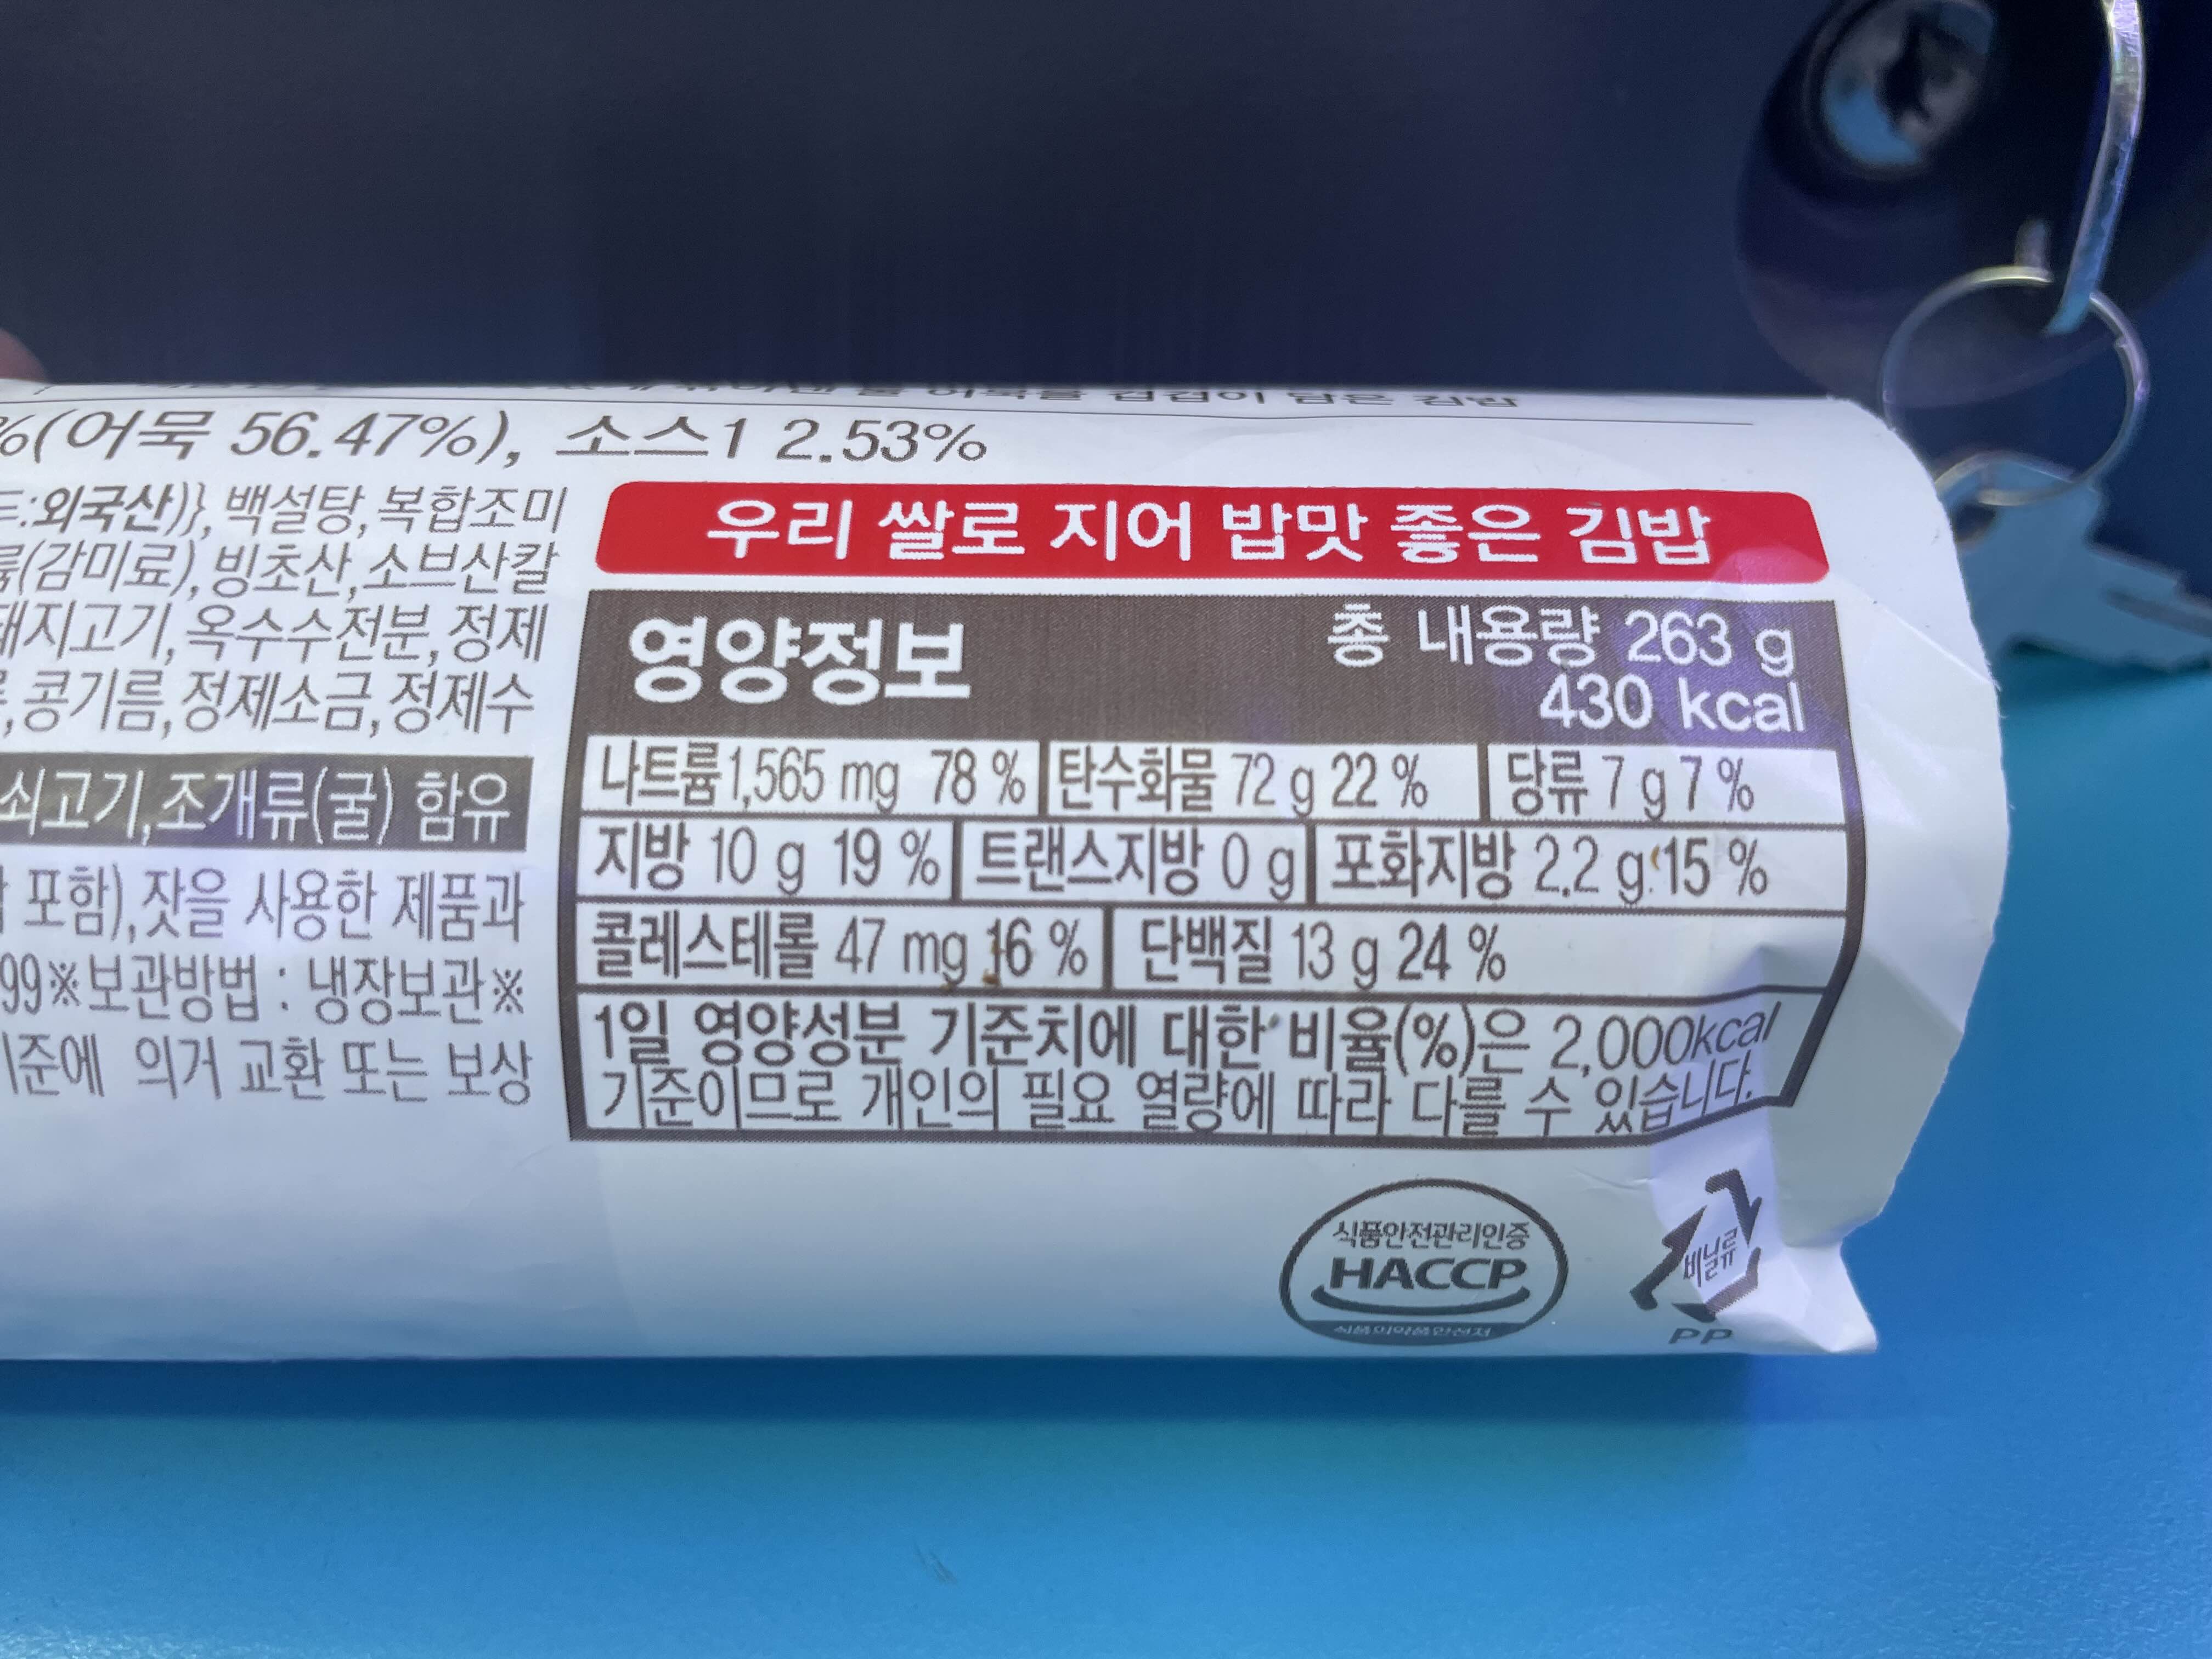 %(어묵 56.47%), 소스1 2.53%
외국산)}, 백설탕, 복합조미
(감미료), 빙초산, 소브산칼
돼지고기, 옥수수전분, 정제
, 콩기름, 정제소금, 정제수
쇠고기, 조개류(굴) 함유
포함), 잣을 사용한 제품과
99※보관방법 : 냉장보관※
기준에 의거 교환 또는 보상
우리 쌀로 지어 밥맛 좋은 김밥
영양정보
총 내용량 263 g
430 kcal
나트륨 1,565 mg 78 % 탄수화물 72 g 22 % 당류 7 g 7 %
지방 10 g 19 % 트랜스지방 0 g 포화지방 2.2 g 15 %
콜레스테롤 47 mg 16 % 단백질 13 g 24 %
1일 영양성분 기준치에 대한 비율(%)은 2,000kcal
기준이므로 개인의 필요 열량에 따라 다를 수 있습니다.
식품안전관리인증
HACCP
식품의약품안전처
비닐류
PP